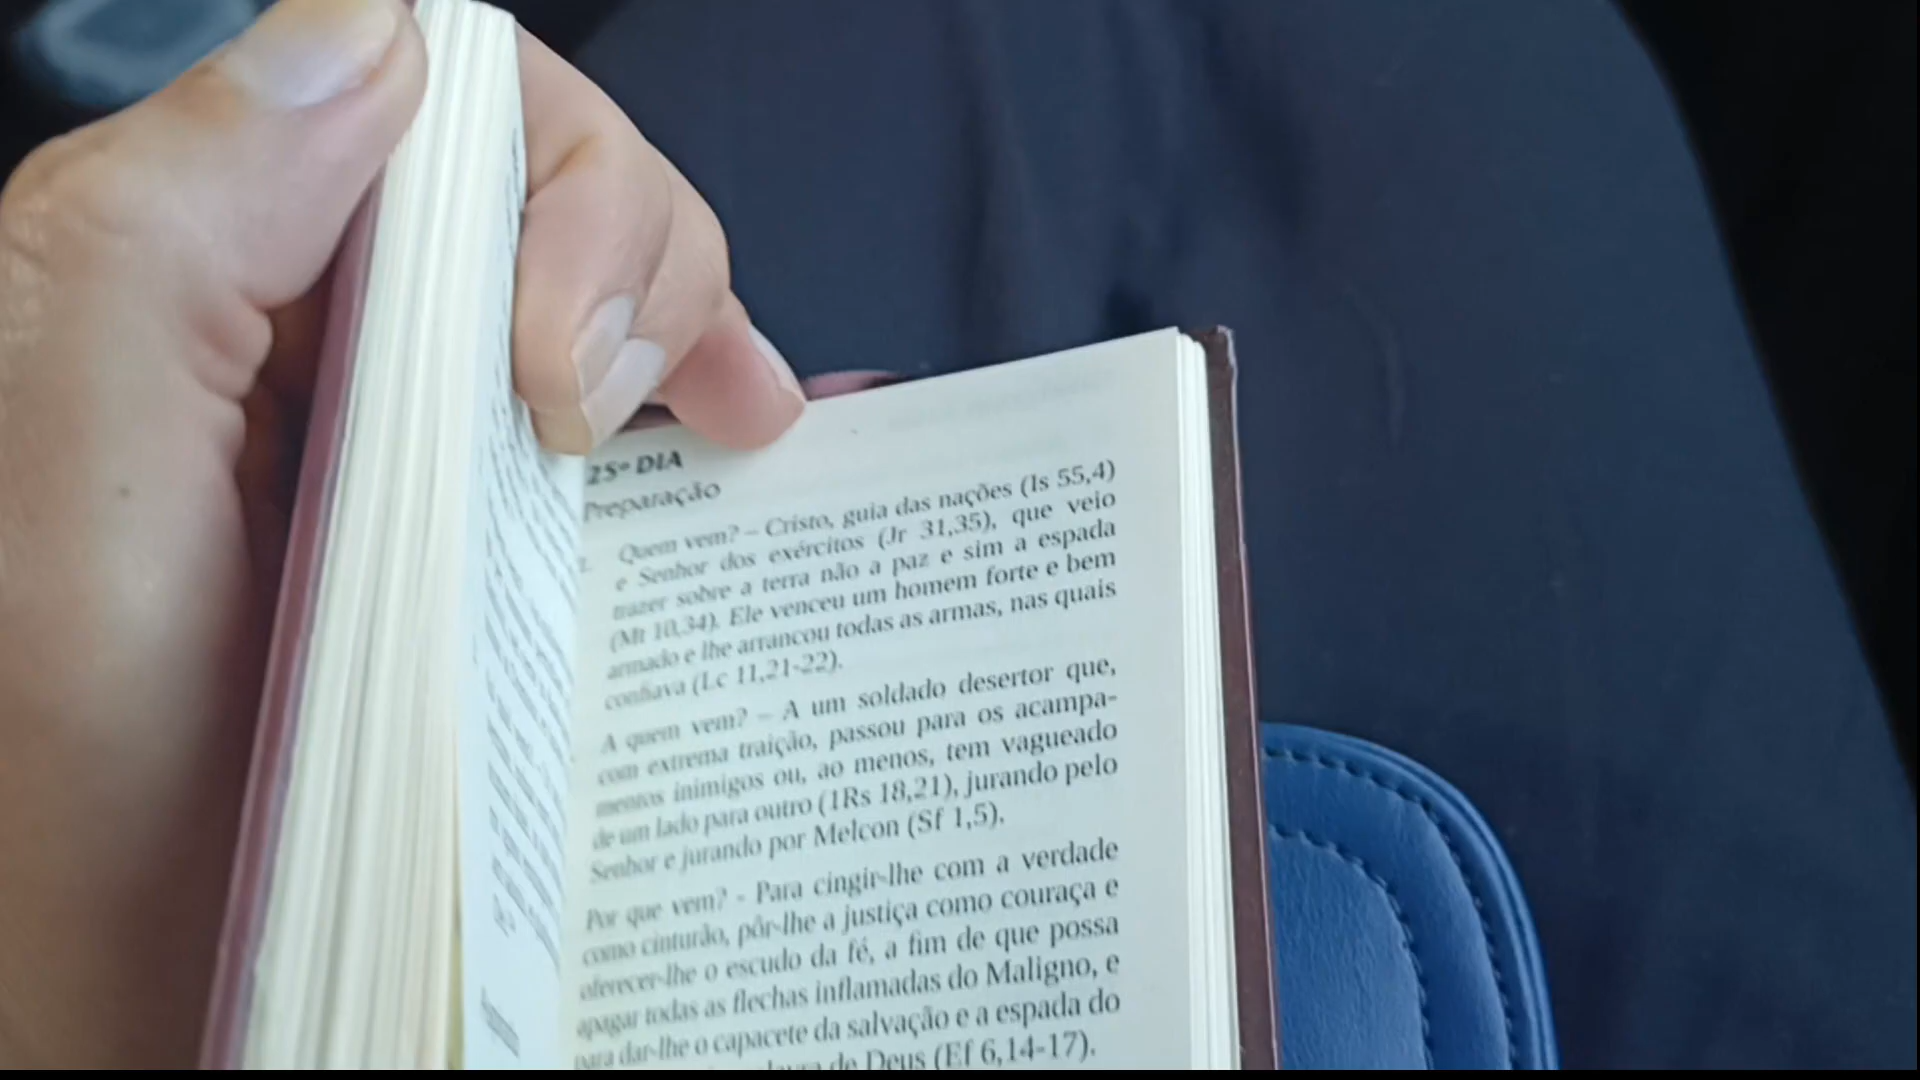 25º DIA
Preparação
1. Quem vem? – Cristo, guia das nações (Is 55,4)
e Senhor dos exércitos (Jr 31,35), que veio
trazer sobre a terra não a paz e sim a espada
(Mt 10,34). Ele venceu um homem forte e bem
armado e lhe arrancou todas as armas, nas quais
confiava (Lc 11,21-22).
A quem vem? – A um soldado desertor que,
com extrema traição, passou para os acampa-
mentos inimigos ou, ao menos, tem vagueado
de um lado para outro (1Rs 18,21), jurando pelo
Senhor e jurando por Melcon (Sf 1,5).
Por que vem? - Para cingir-lhe com a verdade
como cinturão, pôr-lhe a justiça como couraça e
oferecer-lhe o escudo da fé, a fim de que possa
apagar todas as flechas inflamadas do Maligno, e
para dar-lhe o capacete da salvação e a espada do
de Deus (Ef 6,14-17).